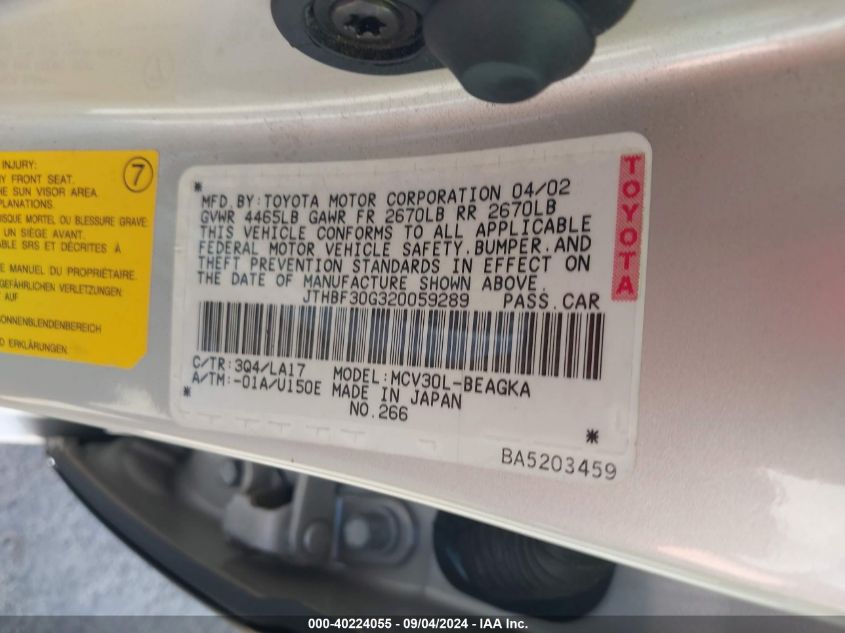 7
INJURY:
FRONT SEAT.
THE SUN VISOR AREA.
RISQUE MORTEL OU BLESSURE GRAVE:
UN SIÈGE AVANT.
SRS ET DÉCRITES À
MANUEL DU PROPRIÉTAIRE.
GEFÄHRLICHEN VERLETZUNGEN:
AUF
SONNENBLENDENBEREICH
ERKLÄRUNGEN.
*
MFD.BY:TOYOTA MOTOR CORPORATION 04/02
GVWR 4465LB GAWR FR 2670LB RR 2670LB
THIS VEHICLE CONFORMS TO ALL APPLICABLE
FEDERAL MOTOR VEHICLE SAFETY,BUMPER,AND
THEFT PREVENTION STANDARDS IN EFFECT ON
THE DATE OF MANUFACTURE SHOWN ABOVE.
JTHBF30G320059289 PASS.CAR
C/TR:3Q4/LA17 MODEL:MCV30L-BEAGKA
A/TM:-01A/U150E MADE IN JAPAN
* NO.266 *
BA5203459
TOYOTA
000-40224055 - 09/04/2024 - IAA Inc.